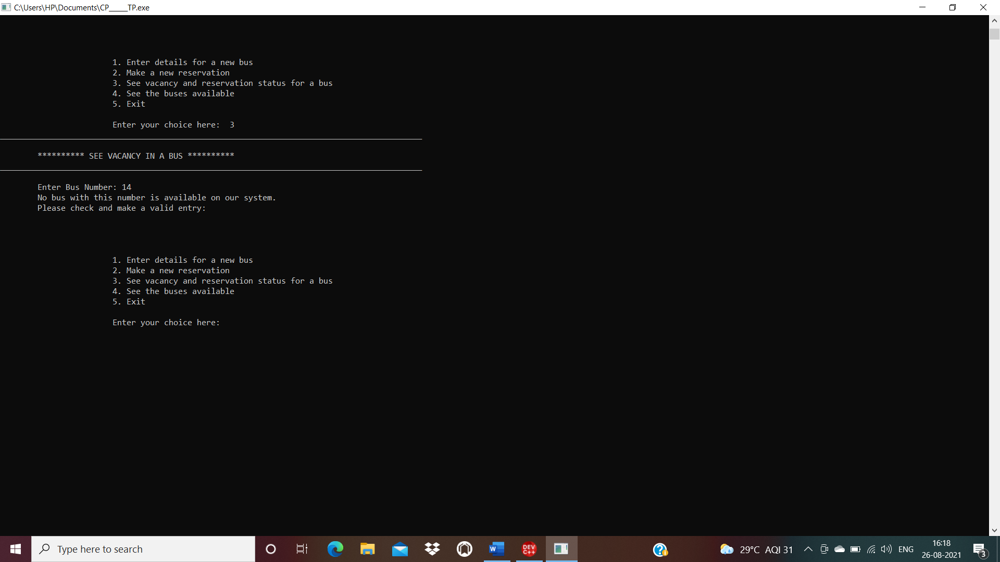 C:\Users\HP\Documents\CP_____TP.exe
1. Enter details for a new bus
2. Make a new reservation
3. See vacancy and reservation status for a bus
4. See the buses available
5. Exit
Enter your choice here:  3
********** SEE VACANCY IN A BUS **********
Enter Bus Number: 14
No bus with this number is available on our system.
Please check and make a valid entry:
1. Enter details for a new bus
2. Make a new reservation
3. See vacancy and reservation status for a bus
4. See the buses available
5. Exit
Enter your choice here:
Type here to search
W
DEV
C++
?
29°C AQI 31
ENG
16:18
26-08-2021
3